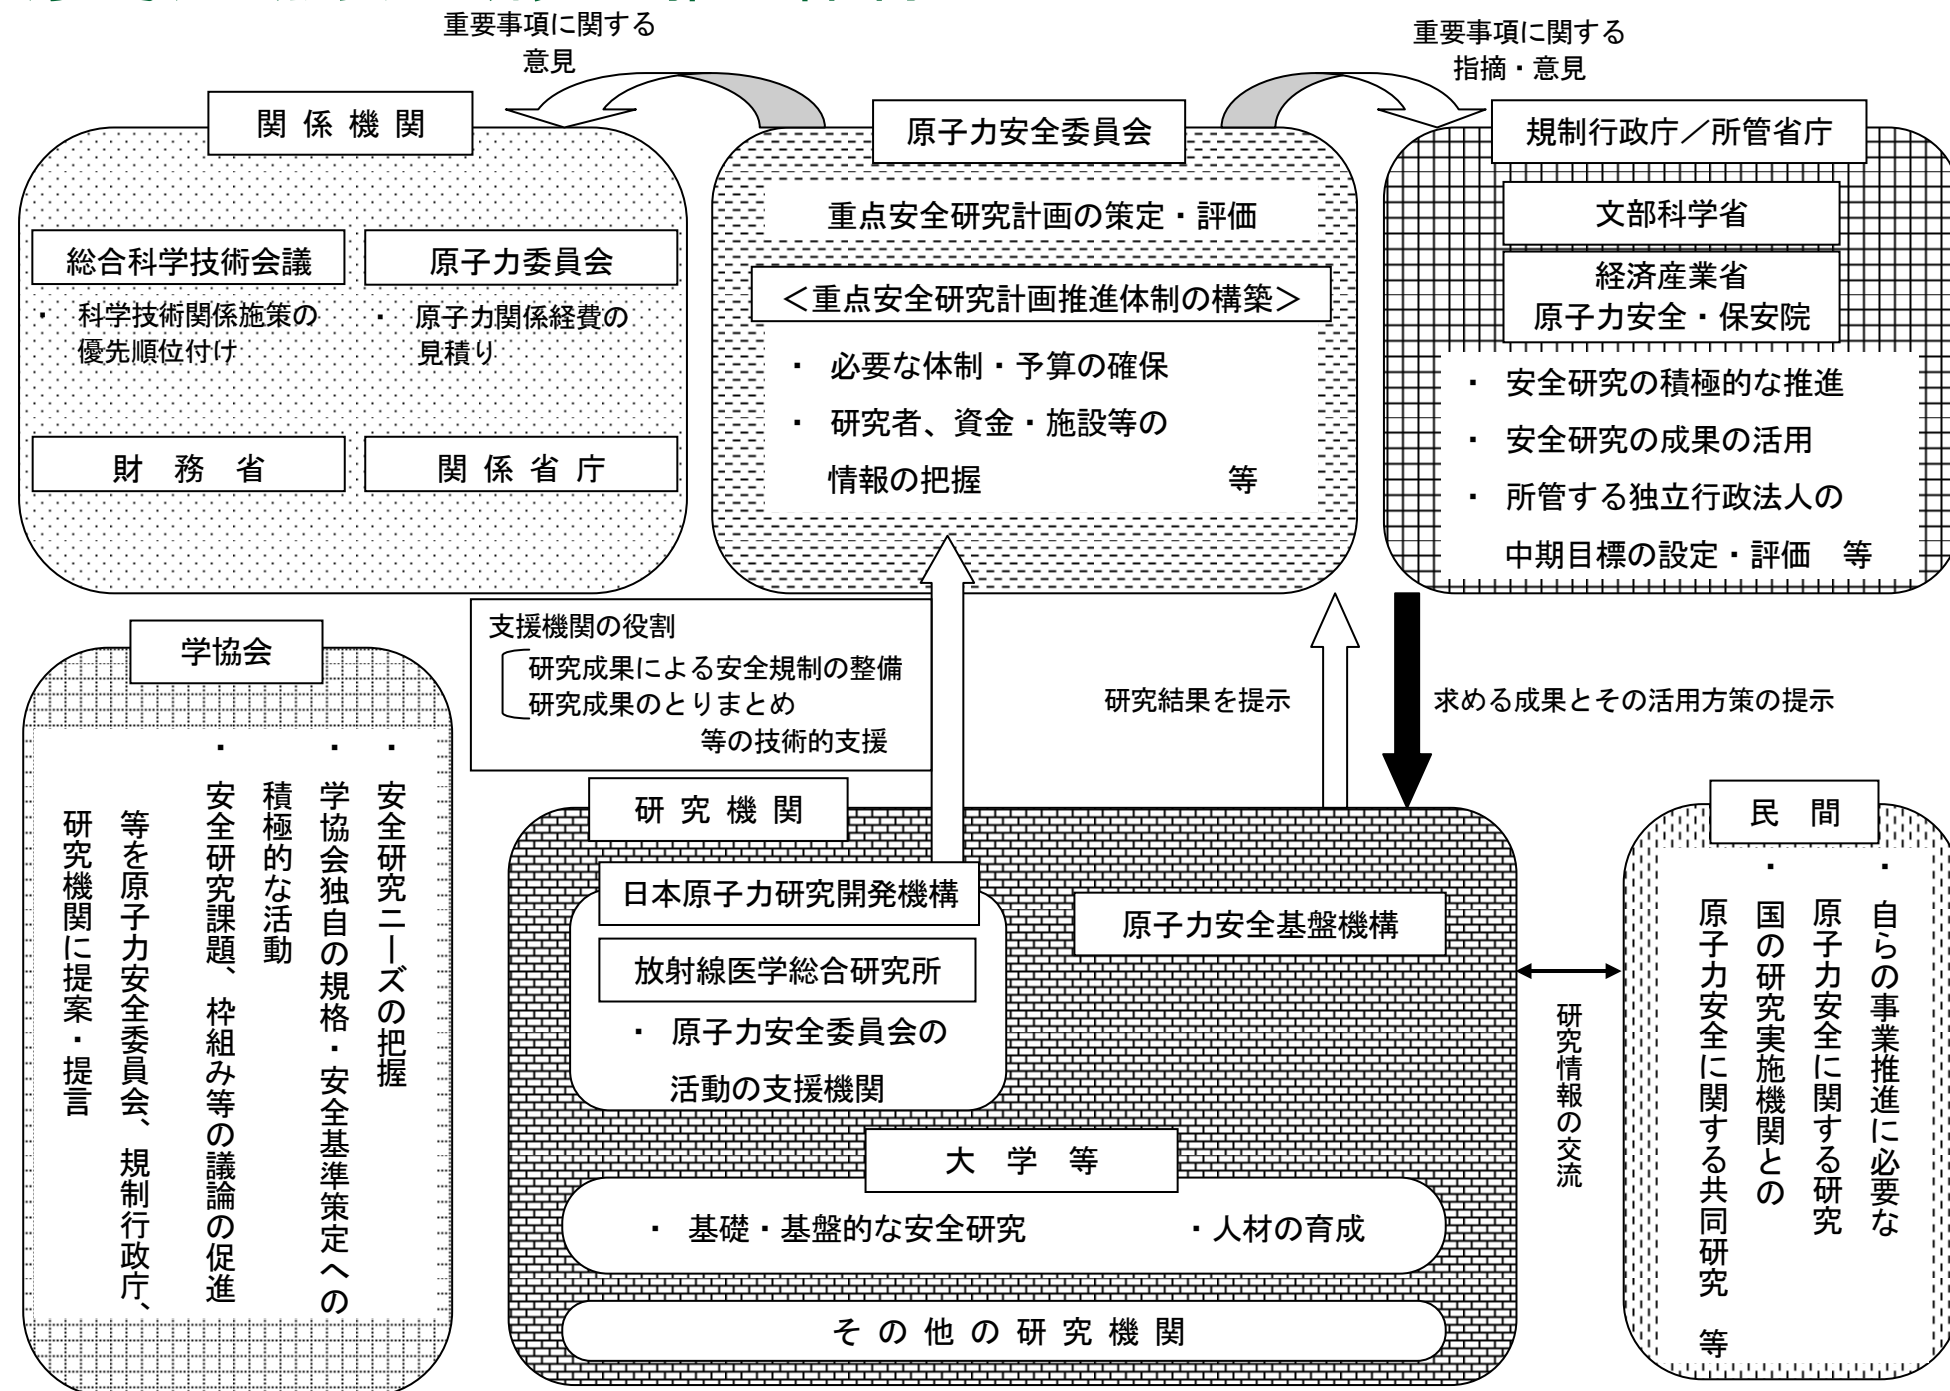 重要事項に関する
意見
重要事項に関する
指摘・意見
関係機関
総合科学技術会議
・ 科学技術関係施策の
優先順位付け
原子力委員会
・ 原子力関係経費の
見積り
財務省
関係省庁
原子力安全委員会
重点安全研究計画の策定・評価
＜重点安全研究計画推進体制の構築＞
・ 必要な体制・予算の確保
・ 研究者、資金・施設等の
情報の把握 等
規制行政庁／所管省庁
文部科学省
経済産業省
原子力安全・保安院
・ 安全研究の積極的な推進
・ 安全研究の成果の活用
・ 所管する独立行政法人の
中期目標の設定・評価 等
支援機関の役割
研究成果による安全規制の整備
研究成果のとりまとめ
等の技術的支援
研究結果を提示
求める成果とその活用方策の提示
学協会
・ 安全研究ニーズの把握
・ 学協会独自の規格・安全基準策定への
積極的な活動
・ 安全研究課題、枠組み等の議論の促進
等を原子力安全委員会、規制行政庁、
研究機関に提案・提言
研究機関
日本原子力研究開発機構
放射線医学総合研究所
・ 原子力安全委員会の
活動の支援機関
原子力安全基盤機構
大学等
・ 基礎・基盤的な安全研究 ・人材の育成
その他の研究機関
研究情報の交流
民間
・ 自らの事業推進に必要な
原子力安全に関する研究
・ 国の研究実施機関との
原子力安全に関する共同研究 等